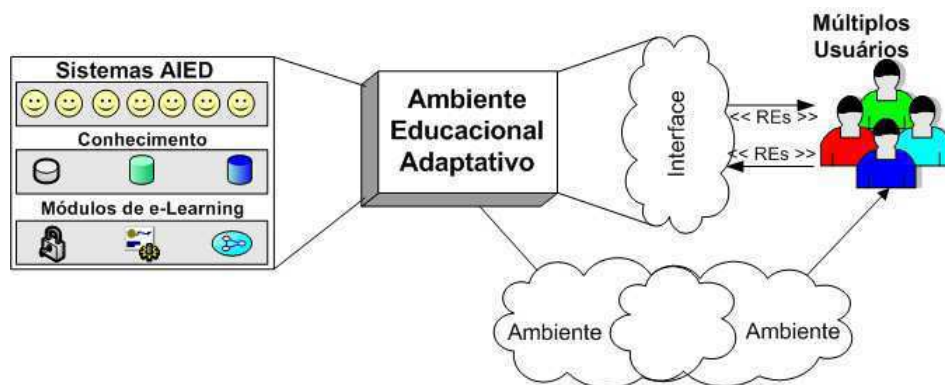 Sistemas AIED
Conhecimento
Módulos de e-Learning
Ambiente
Educacional
Adaptativo
Interface
<< REs >>
<< REs >>
Múltiplos
Usuários
Ambiente
Ambiente